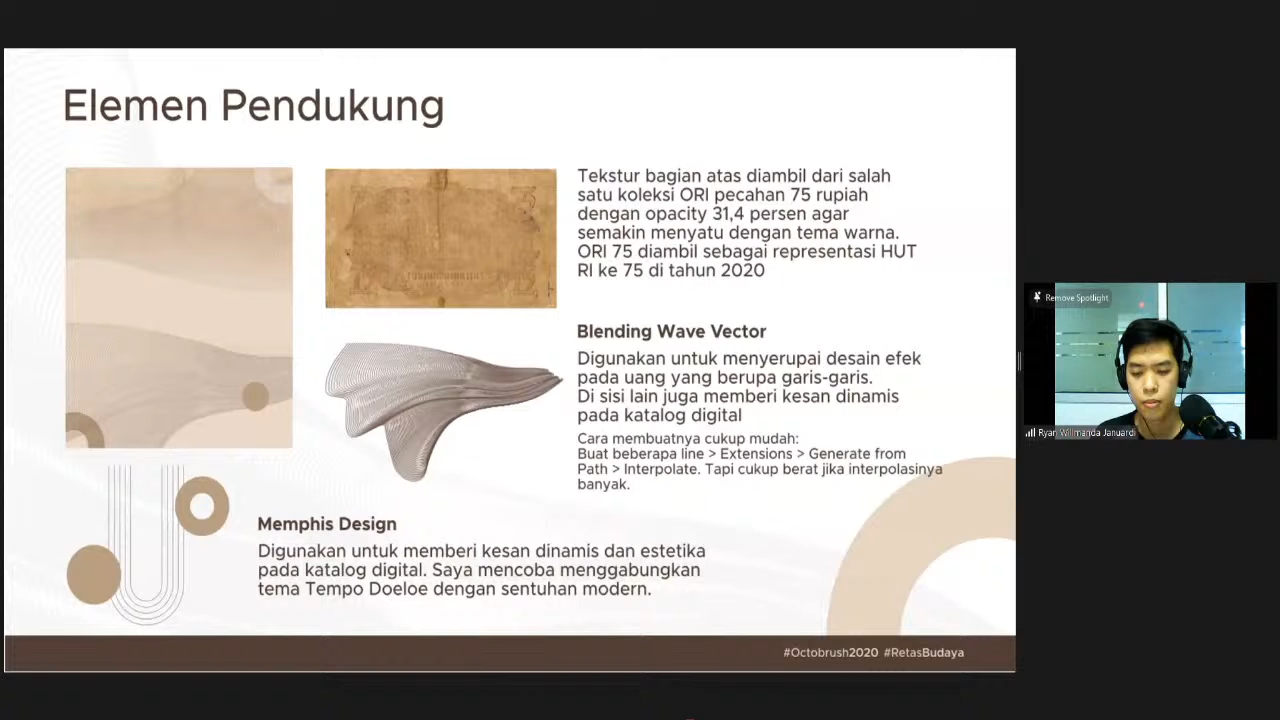 Elemen Pendukung
Tekstur bagian atas diambil dari salah
satu koleksi ORI pecahan 75 rupiah
dengan opacity 31,4 persen agar
semakin menyatu dengan tema warna.
ORI 75 diambil sebagai representasi HUT
RI ke 75 di tahun 2020
Blending Wave Vector
Digunakan untuk menyerupai desain efek
pada uang yang berupa garis-garis.
Di sisi lain juga memberi kesan dinamis
pada katalog digital
Cara membuatnya cukup mudah:
Buat beberapa line > Extensions > Generate from
Path > Interpolate. Tapi cukup berat jika interpolasinya
banyak.
Memphis Design
Digunakan untuk memberi kesan dinamis dan estetika
pada katalog digital. Saya mencoba menggabungkan
tema Tempo Doeloe dengan sentuhan modern.
#Octobrush2020 #RetasBudaya
Remove Spotlight
Ryan Willmanda Januardi